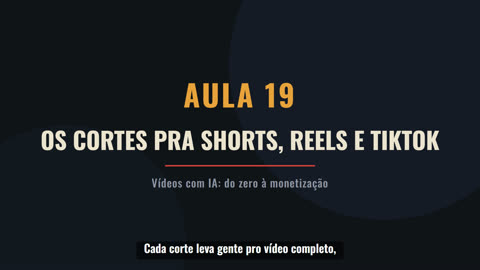 AULA 19
OS CORTES PRA SHORTS, REELS E TIKTOK
Vídeos com IA: do zero à monetização
Cada corte leva gente pro vídeo completo,